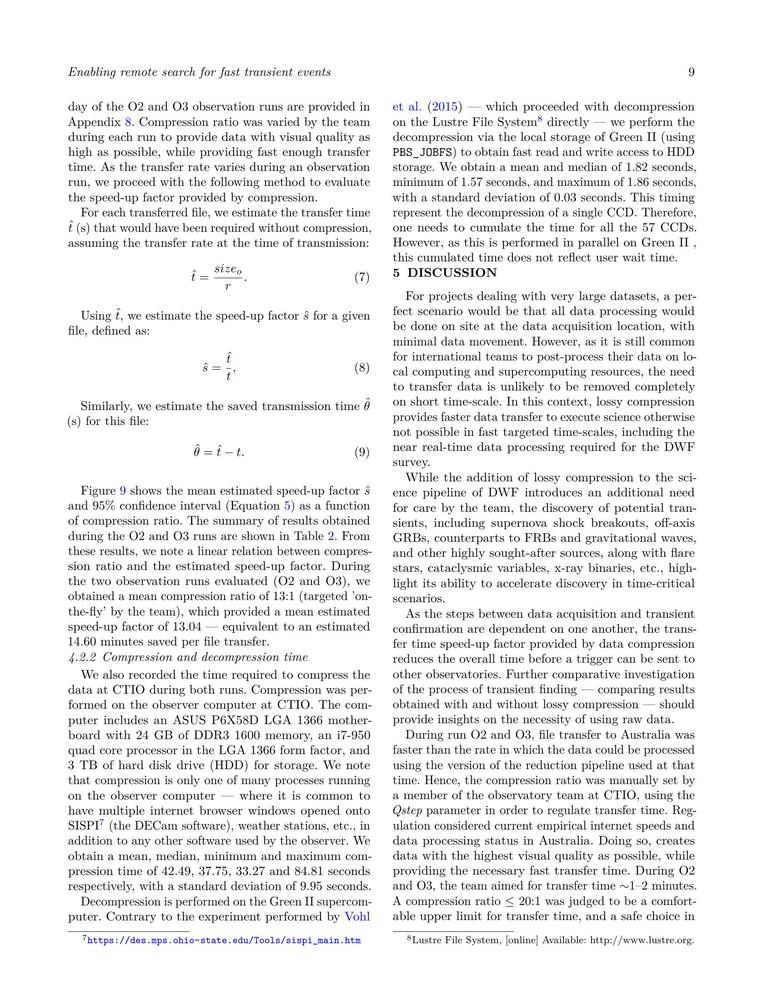 Enabling remote search for fast transient events
9
day of the O2 and O3 observation runs are provided in
Appendix 8. Compression ratio was varied by the team
during each run to provide data with visual quality as
high as possible, while providing fast enough transfer
time. As the transfer rate varies during an observation
run, we proceed with the following method to evaluate
the speed-up factor provided by compression.
For each transferred file, we estimate the transfer time
t̂ (s) that would have been required without compression,
assuming the transfer rate at the time of transmission:
t̂ = size_o / r. (7)
Using t̂, we estimate the speed-up factor ŝ for a given
file, defined as:
ŝ = t̂ / t, (8)
Similarly, we estimate the saved transmission time θ̂
(s) for this file:
θ̂ = t̂ − t. (9)
Figure 9 shows the mean estimated speed-up factor ŝ
and 95% confidence interval (Equation 5) as a function
of compression ratio. The summary of results obtained
during the O2 and O3 runs are shown in Table 2. From
these results, we note a linear relation between compres-
sion ratio and the estimated speed-up factor. During
the two observation runs evaluated (O2 and O3), we
obtained a mean compression ratio of 13:1 (targeted 'on-
the-fly' by the team), which provided a mean estimated
speed-up factor of 13.04 — equivalent to an estimated
14.60 minutes saved per file transfer.
4.2.2 Compression and decompression time
We also recorded the time required to compress the
data at CTIO during both runs. Compression was per-
formed on the observer computer at CTIO. The com-
puter includes an ASUS P6X58D LGA 1366 mother-
board with 24 GB of DDR3 1600 memory, an i7-950
quad core processor in the LGA 1366 form factor, and
3 TB of hard disk drive (HDD) for storage. We note
that compression is only one of many processes running
on the observer computer — where it is common to
have multiple internet browser windows opened onto
SISPI7 (the DECam software), weather stations, etc., in
addition to any other software used by the observer. We
obtain a mean, median, minimum and maximum com-
pression time of 42.49, 37.75, 33.27 and 84.81 seconds
respectively, with a standard deviation of 9.95 seconds.
Decompression is performed on the Green II supercom-
puter. Contrary to the experiment performed by Vohl
7https://des.mps.ohio-state.edu/Tools/sispi_main.htm
et al. (2015) — which proceeded with decompression
on the Lustre File System8 directly — we perform the
decompression via the local storage of Green II (using
PBS_JOBFS) to obtain fast read and write access to HDD
storage. We obtain a mean and median of 1.82 seconds,
minimum of 1.57 seconds, and maximum of 1.86 seconds,
with a standard deviation of 0.03 seconds. This timing
represent the decompression of a single CCD. Therefore,
one needs to cumulate the time for all the 57 CCDs.
However, as this is performed in parallel on Green II ,
this cumulated time does not reflect user wait time.
5 DISCUSSION
For projects dealing with very large datasets, a per-
fect scenario would be that all data processing would
be done on site at the data acquisition location, with
minimal data movement. However, as it is still common
for international teams to post-process their data on lo-
cal computing and supercomputing resources, the need
to transfer data is unlikely to be removed completely
on short time-scale. In this context, lossy compression
provides faster data transfer to execute science otherwise
not possible in fast targeted time-scales, including the
near real-time data processing required for the DWF
survey.
While the addition of lossy compression to the sci-
ence pipeline of DWF introduces an additional need
for care by the team, the discovery of potential tran-
sients, including supernova shock breakouts, off-axis
GRBs, counterparts to FRBs and gravitational waves,
and other highly sought-after sources, along with flare
stars, cataclysmic variables, x-ray binaries, etc., high-
light its ability to accelerate discovery in time-critical
scenarios.
As the steps between data acquisition and transient
confirmation are dependent on one another, the trans-
fer time speed-up factor provided by data compression
reduces the overall time before a trigger can be sent to
other observatories. Further comparative investigation
of the process of transient finding — comparing results
obtained with and without lossy compression — should
provide insights on the necessity of using raw data.
During run O2 and O3, file transfer to Australia was
faster than the rate in which the data could be processed
using the version of the reduction pipeline used at that
time. Hence, the compression ratio was manually set by
a member of the observatory team at CTIO, using the
Qstep parameter in order to regulate transfer time. Reg-
ulation considered current empirical internet speeds and
data processing status in Australia. Doing so, creates
data with the highest visual quality as possible, while
providing the necessary fast transfer time. During O2
and O3, the team aimed for transfer time ∼1–2 minutes.
A compression ratio ≤ 20:1 was judged to be a comfort-
able upper limit for transfer time, and a safe choice in
8Lustre File System, [online] Available: http://www.lustre.org.